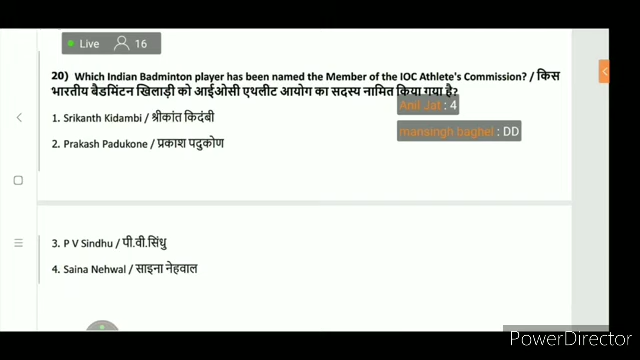 Live 16
20) Which Indian Badminton player has been named the Member of the IOC Athlete's Commission? / किस
भारतीय बैडमिंटन खिलाड़ी को आईओसी एथलीट आयोग का सदस्य नामित किया गया है?
Anil Jat : 4
1. Srikanth Kidambi / श्रीकांत किदंबी
mansingh baghel : DD
2. Prakash Padukone / प्रकाश पदुकोण
3. P V Sindhu / पी.वी.सिंधु
4. Saina Nehwal / साइना नेहवाल
PowerDirector